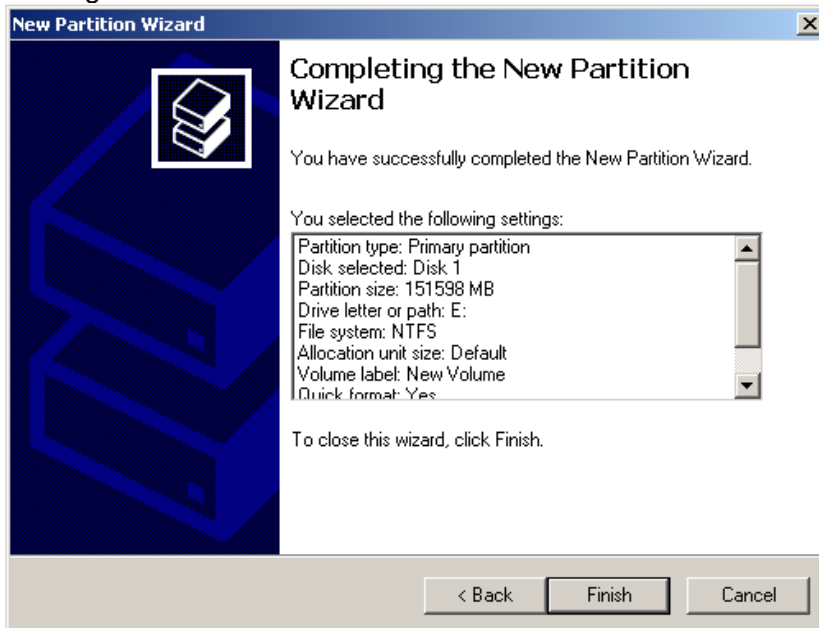 New Partition Wizard
Completing the New Partition
Wizard
You have successfully completed the New Partition Wizard.
You selected the following settings:
Partition type: Primary partition
Disk selected: Disk 1
Partition size: 151598 MB
Drive letter or path: E:
File system: NTFS
Allocation unit size: Default
Volume label: New Volume
Quick format: Yes
To close this wizard, click Finish.
< Back
Finish
Cancel